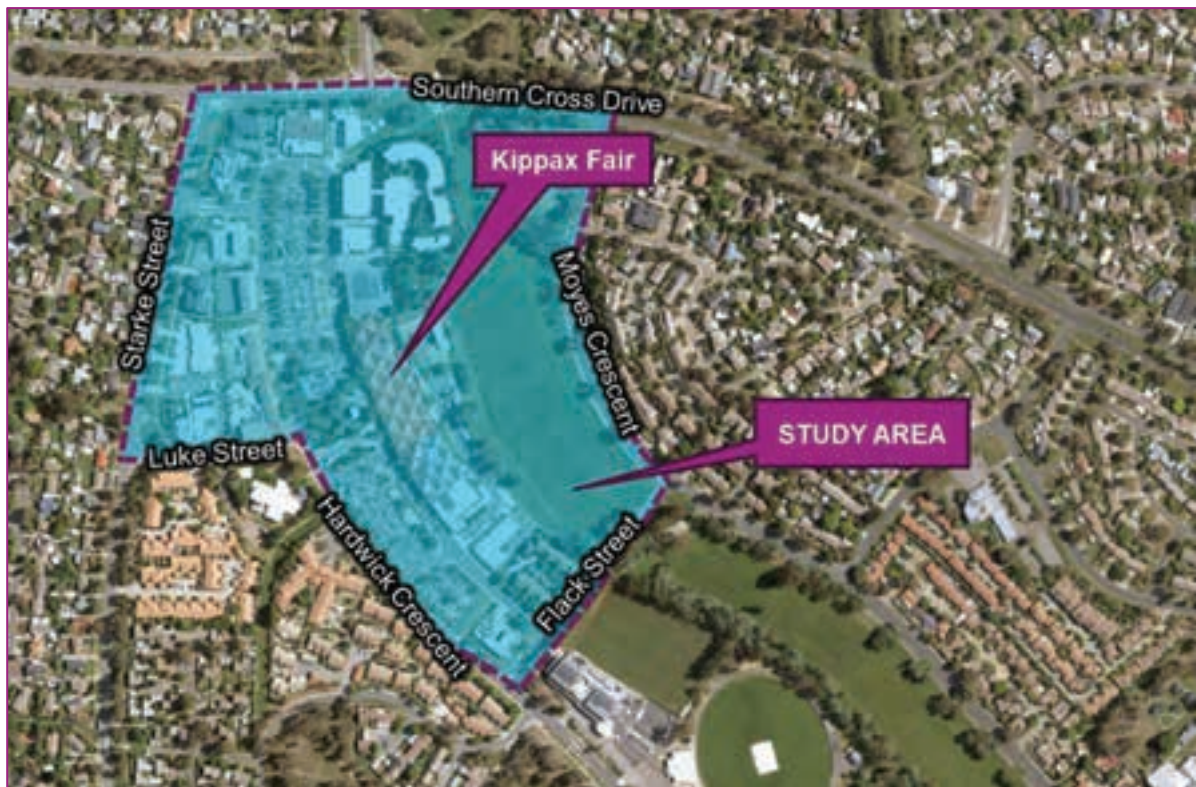 Southern Cross Drive
Kippax Fair
Starke Street
Moyes Crescent
STUDY AREA
Luke Street
Hardwick Crescent
Flack Street